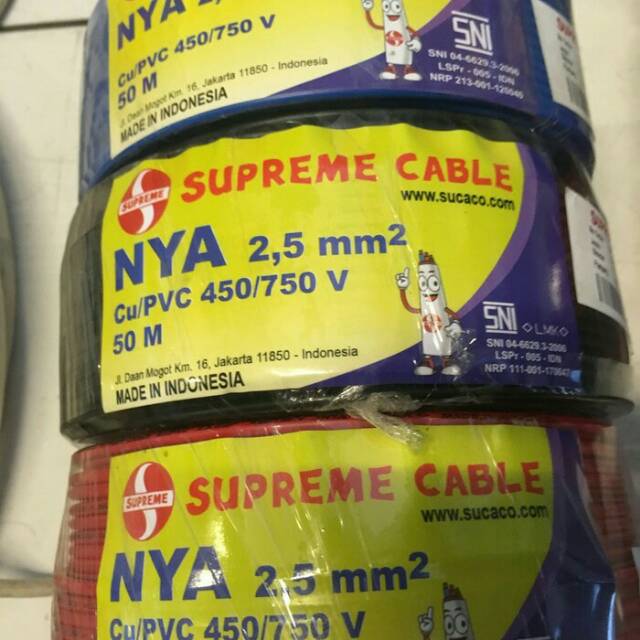 NYA 2,
Cu/PVC 450/750 V
50 M
Jl. Daan Mogot Km. 16, Jakarta 11850 - Indonesia
MADE IN INDONESIA
SNI
SNI 04-6629.3-2006
LSPr - 005 - IDN
SUPREME
SUPREME CABLE
www.sucaco.com
NYA 2,5 mm2
Cu/PVC 450/750 V
50 M
Jl. Daan Mogot Km. 16, Jakarta 11850 - Indonesia
MADE IN INDONESIA
SNI
LMK
SNI 04-6629.3-2006
LSPr - 005 - IDN
SUPREME
SUPREME CABLE
www.sucaco.com
NYA 2,5 mm2
Cu/PVC 450/750 V